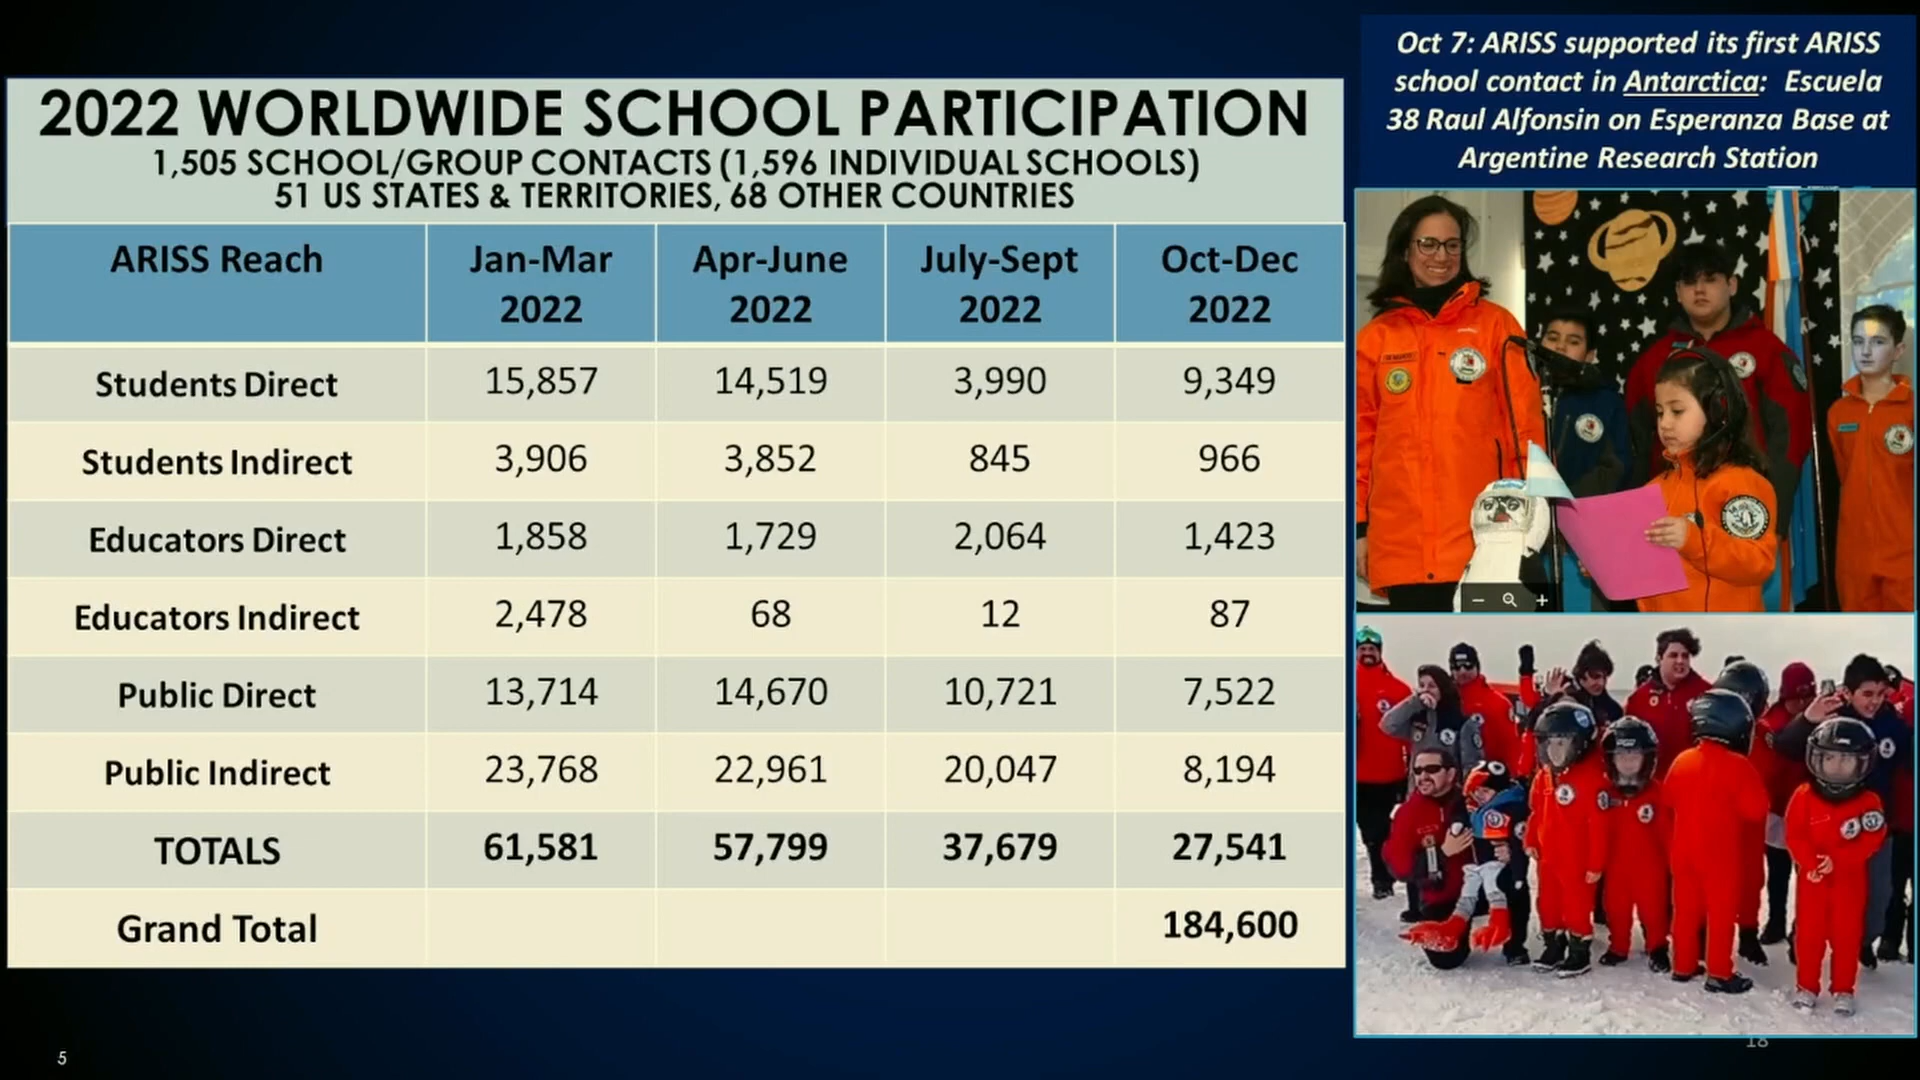 Oct 7: ARISS supported its first ARISS
school contact in Antarctica: Escuela
38 Raul Alfonsin on Esperanza Base at
Argentine Research Station
2022 WORLDWIDE SCHOOL PARTICIPATION
1,505 SCHOOL/GROUP CONTACTS (1,596 INDIVIDUAL SCHOOLS)
51 US STATES & TERRITORIES, 68 OTHER COUNTRIES
ARISS Reach Jan-Mar 2022 Apr-June 2022 July-Sept 2022 Oct-Dec 2022
Students Direct 15,857 14,519 3,990 9,349
Students Indirect 3,906 3,852 845 966
Educators Direct 1,858 1,729 2,064 1,423
Educators Indirect 2,478 68 12 87
Public Direct 13,714 14,670 10,721 7,522
Public Indirect 23,768 22,961 20,047 8,194
TOTALS 61,581 57,799 37,679 27,541
Grand Total 184,600
5
18